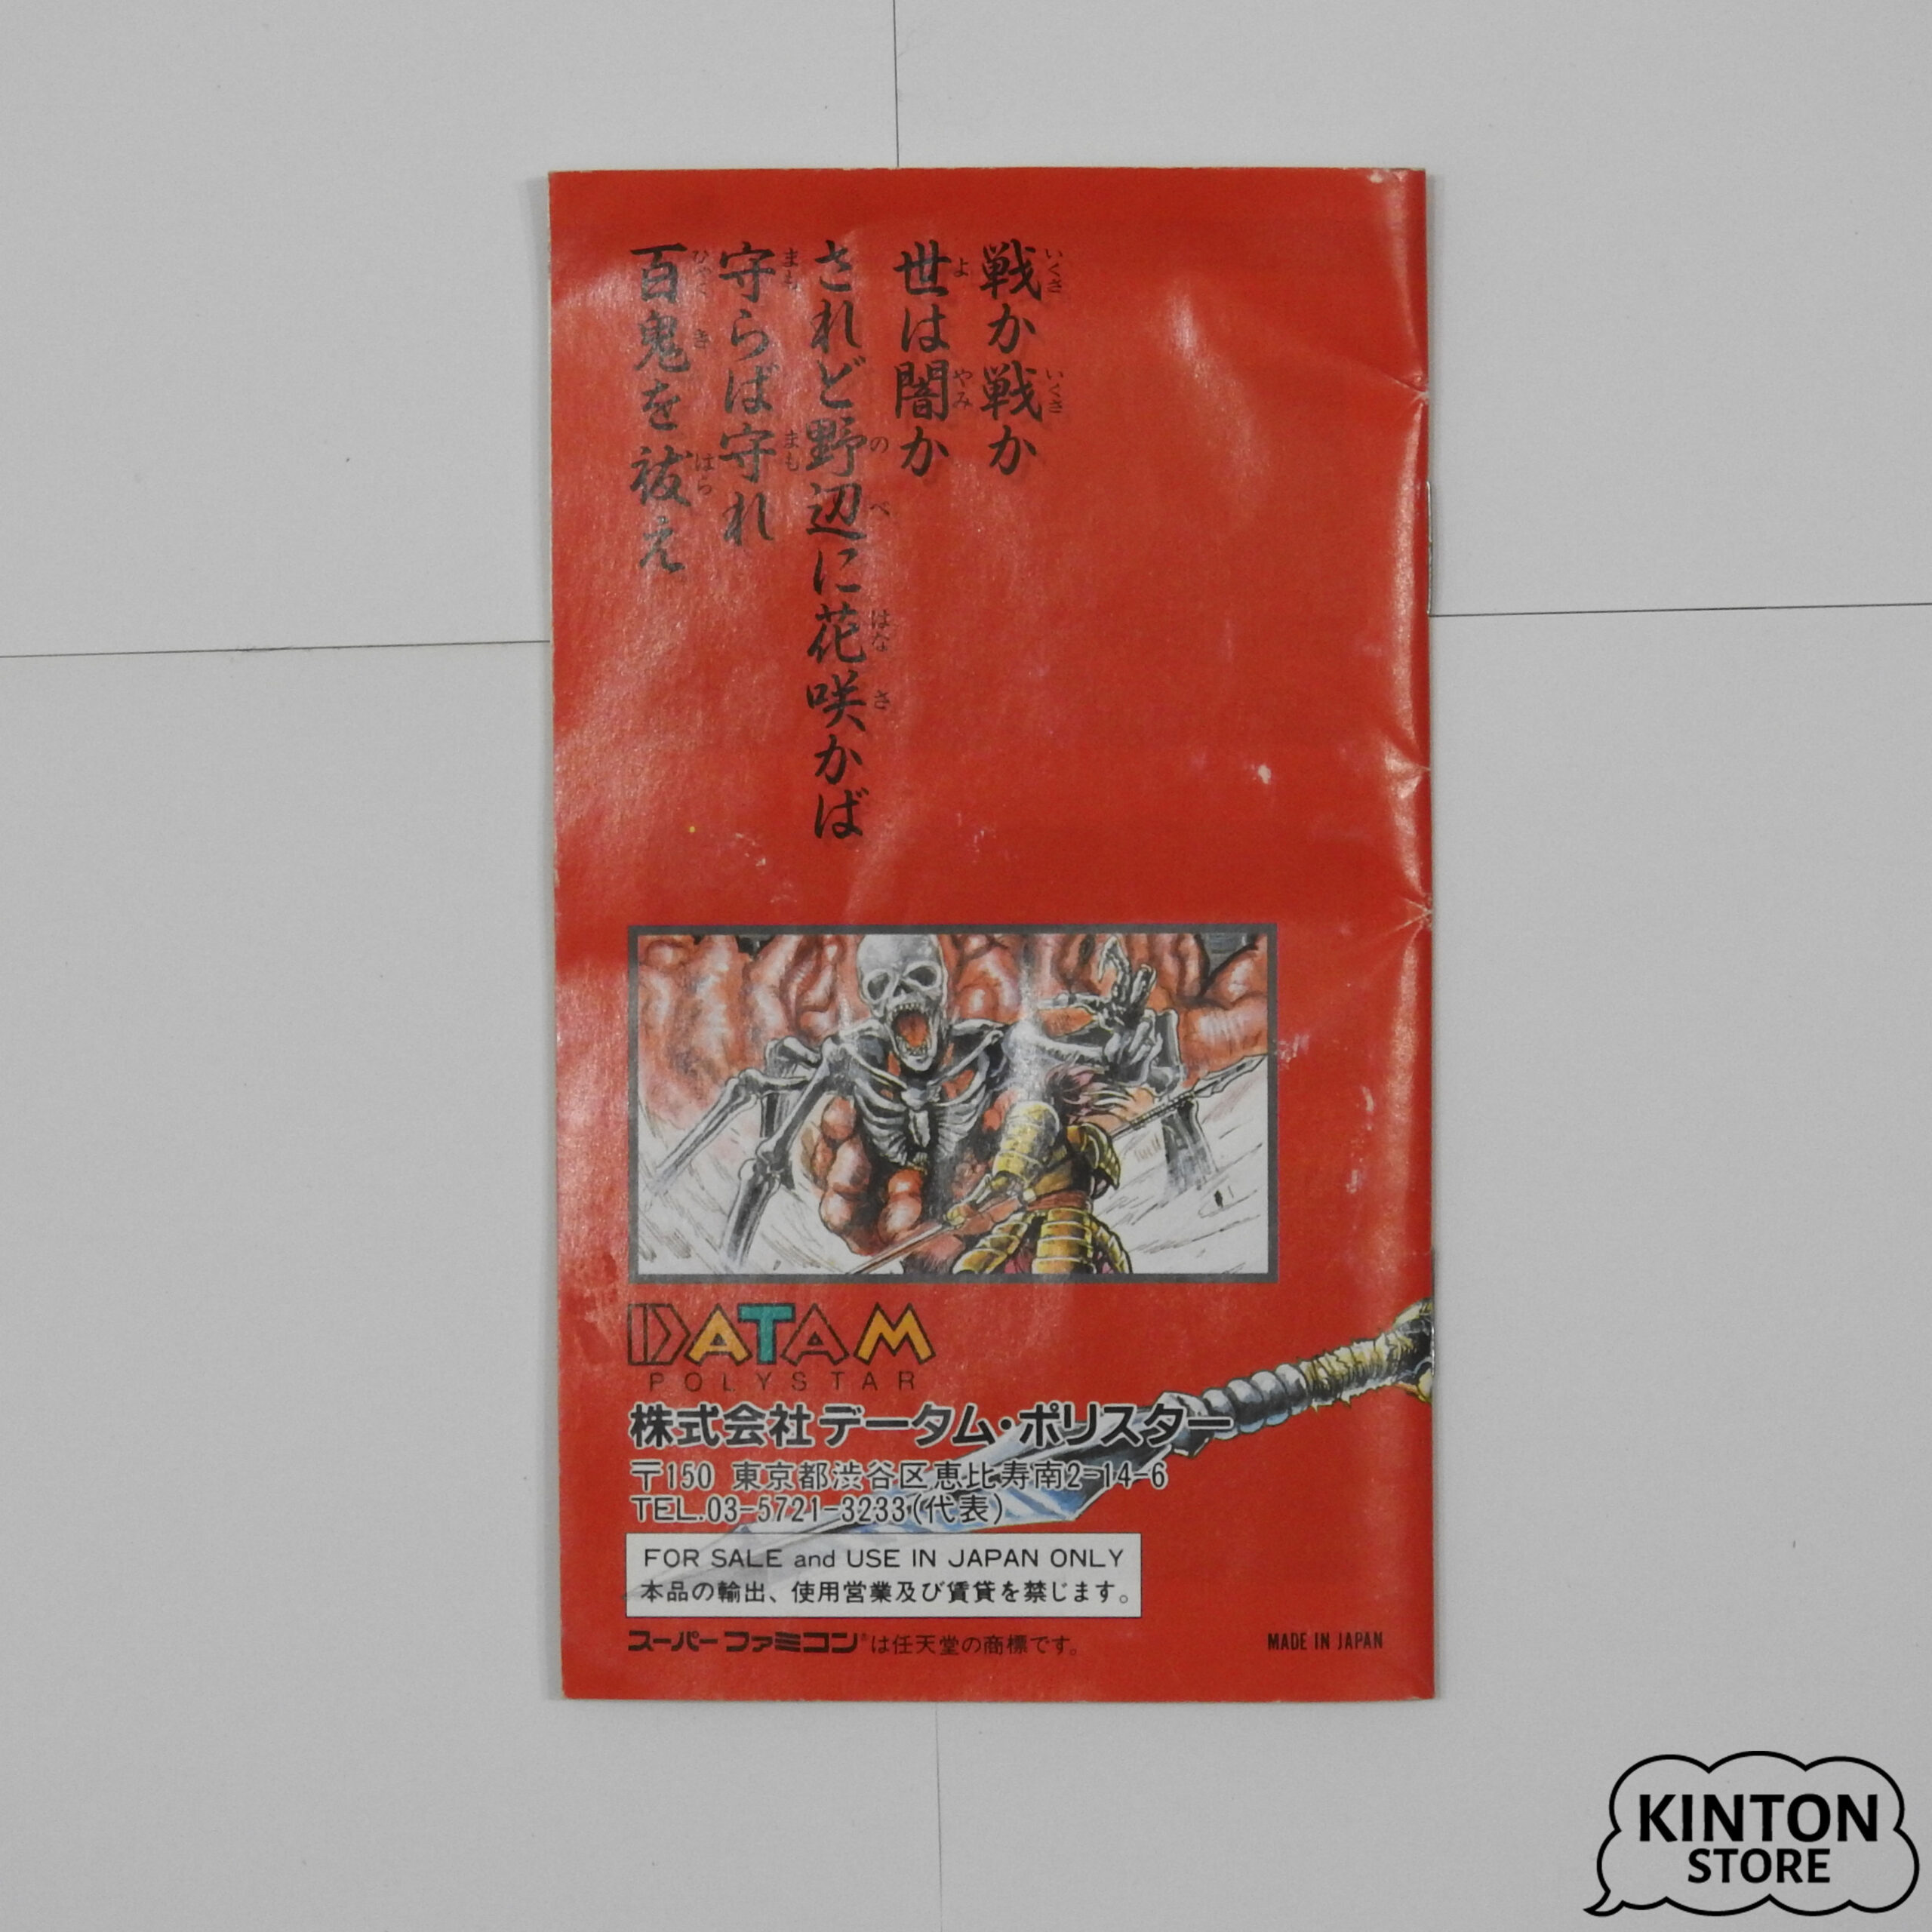 戦か戦か
世は闇か
されど野辺に花咲かば
守らば守れ
百鬼を祓え
DATAM
POLYSTAR
株式会社データム・ポリスター
〒150 東京都渋谷区恵比寿南2-14-6
TEL.03-5721-3233(代表)
FOR SALE and USE IN JAPAN ONLY
本品の輸出、使用営業及び賃貸を禁じます。
スーパーファミコン®は任天堂の商標です。
MADE IN JAPAN
KINTON
STORE